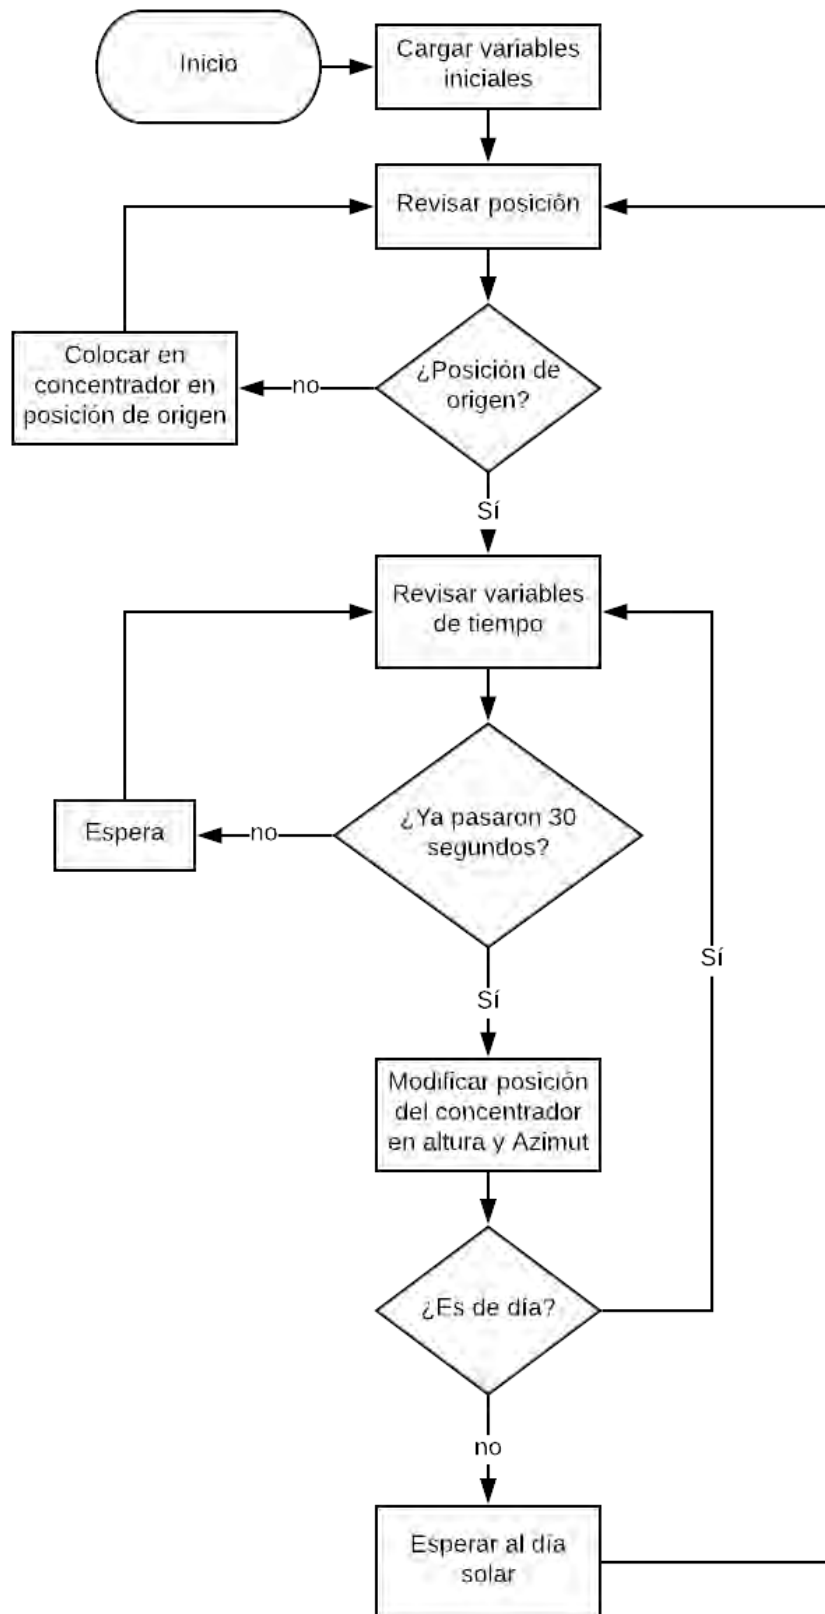 Inicio
Cargar variables
iniciales
Revisar posición
¿Posición de
origen?
no
Colocar en
concentrador en
posición de origen
Sí
Revisar variables
de tiempo
¿Ya pasaron 30
segundos?
no
Espera
Sí
Modificar posición
del concentrador
en altura y Azimut
¿Es de día?
Sí
no
Esperar al día
solar